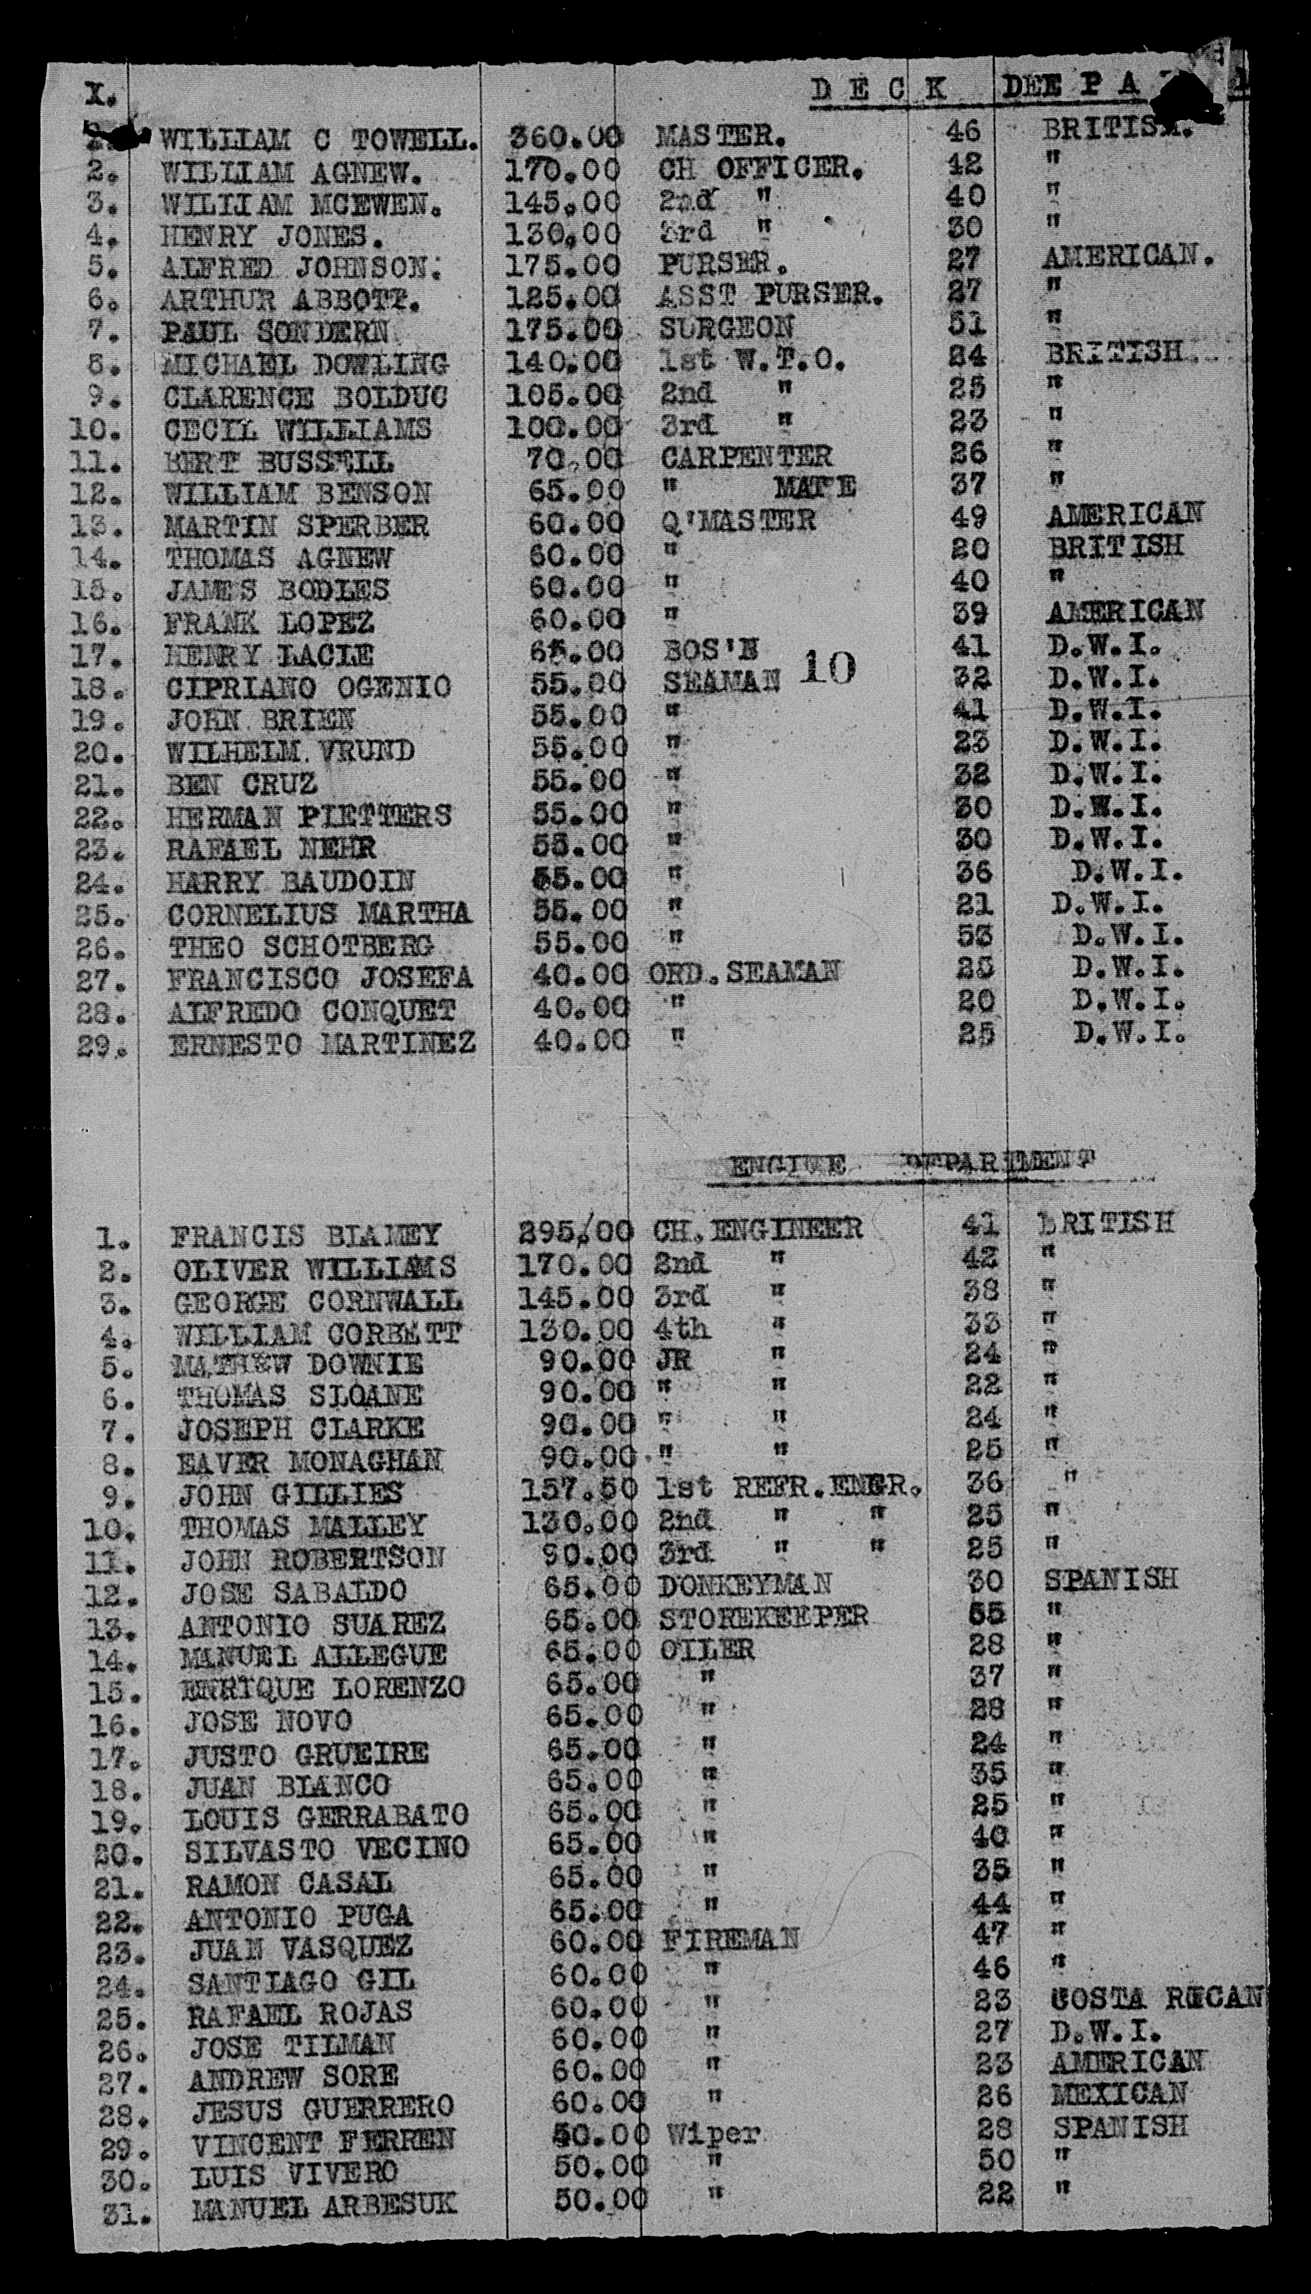 I. DECK DEEPA
WILLIAM C TOWELL. 360.00 MASTER. 46 BRITISH.
2. WILLIAM AGNEW. 170.00 CH OFFICER. 42 "
3. WILLIAM MCEWEN. 145.00 2nd " 40 "
4. HENRY JONES. 130.00 3rd " 30 "
5. ALFRED JOHNSON. 175.00 PURSER. 27 AMERICAN.
6. ARTHUR ABBOTT. 125.00 ASST PURSER. 27 "
7. PAUL SONDERN 175.00 SURGEON 51 "
8. MICHAEL DOWLING 140.00 1st W.T.O. 24 BRITISH
9. CLARENCE BOLDUC 105.00 2nd " 25 "
10. CECIL WILLIAMS 100.00 3rd " 23 "
11. BERT BUSSELL 70.00 CARPENTER 26 "
12. WILLIAM BENSON 65.00 " MATE 37 "
13. MARTIN SPERBER 60.00 Q'MASTER 49 AMERICAN
14. THOMAS AGNEW 60.00 " 20 BRITISH
15. JAMES BODLES 60.00 " 40 "
16. FRANK LOPEZ 60.00 " 39 AMERICAN
17. HENRY LACLE 65.00 BOS'N 41 D.W.I.
18. CIPRIANO OGENIO 55.00 SEAMAN 10 32 D.W.I.
19. JOHN BRIEN 55.00 " 41 D.W.I.
20. WILHELM VRUND 55.00 " 23 D.W.I.
21. BEN CRUZ 55.00 " 32 D.W.I.
22. HERMAN PIETTERS 55.00 " 30 D.W.I.
23. RAFAEL NEHR 55.00 " 30 D.W.I.
24. HARRY BAUDOIN 55.00 " 36 D.W.I.
25. CORNELIUS MARTHA 55.00 " 21 D.W.I.
26. THEO SCHOTBERG 55.00 " 53 D.W.I.
27. FRANCISCO JOSEFA 40.00 ORD.SEAMAN 25 D.W.I.
28. ALFREDO CONQUET 40.00 " 20 D.W.I.
29. ERNESTO MARTINEZ 40.00 " 25 D.W.I.
ENGINE DEPARTMENT
1. FRANCIS BLAMEY 295.00 CH.ENGINEER 41 BRITISH
2. OLIVER WILLIAMS 170.00 2nd " 42 "
3. GEORGE CORNWALL 145.00 3rd " 38 "
4. WILLIAM CORBETT 130.00 4th " 33 "
5. MATHEW DOWNIE 90.00 JR " 24 "
6. THOMAS SLOANE 90.00 " " 22 "
7. JOSEPH CLARKE 90.00 " " 24 "
8. EAVER MONAGHAN 90.00 " " 25 "
9. JOHN GILLIES 157.50 1st REFR.ENGR. 36 "
10. THOMAS MALLEY 130.00 2nd " " 25 "
11. JOHN ROBERTSON 90.00 3rd " " 25 "
12. JOSE SABALDO 65.00 DONKEYMAN 30 SPANISH
13. ANTONIO SUAREZ 65.00 STOREKEEPER 55 "
14. MANUEL ALLEGUE 65.00 OILER 28 "
15. ENRIQUE LORENZO 65.00 " 37 "
16. JOSE NOVO 65.00 " 28 "
17. JUSTO GRUEIRE 65.00 " 24 "
18. JUAN BLANCO 65.00 " 35 "
19. LOUIS GERRABATO 65.00 " 25 "
20. SILVASTO VECINO 65.00 " 40 "
21. RAMON CASAL 65.00 " 35 "
22. ANTONIO PUGA 65.00 " 44 "
23. JUAN VASQUEZ 60.00 FIREMAN 47 "
24. SANTIAGO GIL 60.00 " 46 "
25. RAFAEL ROJAS 60.00 " 23 COSTA RICAN
26. JOSE TILMAN 60.00 " 27 D.W.I.
27. ANDREW SORE 60.00 " 23 AMERICAN
28. JESUS GUERRERO 60.00 " 26 MEXICAN
29. VINCENT FERREN 50.00 Wiper 28 SPANISH
30. LUIS VIVERO 50.00 " 50 "
31. MANUEL ARBESUK 50.00 " 22 "